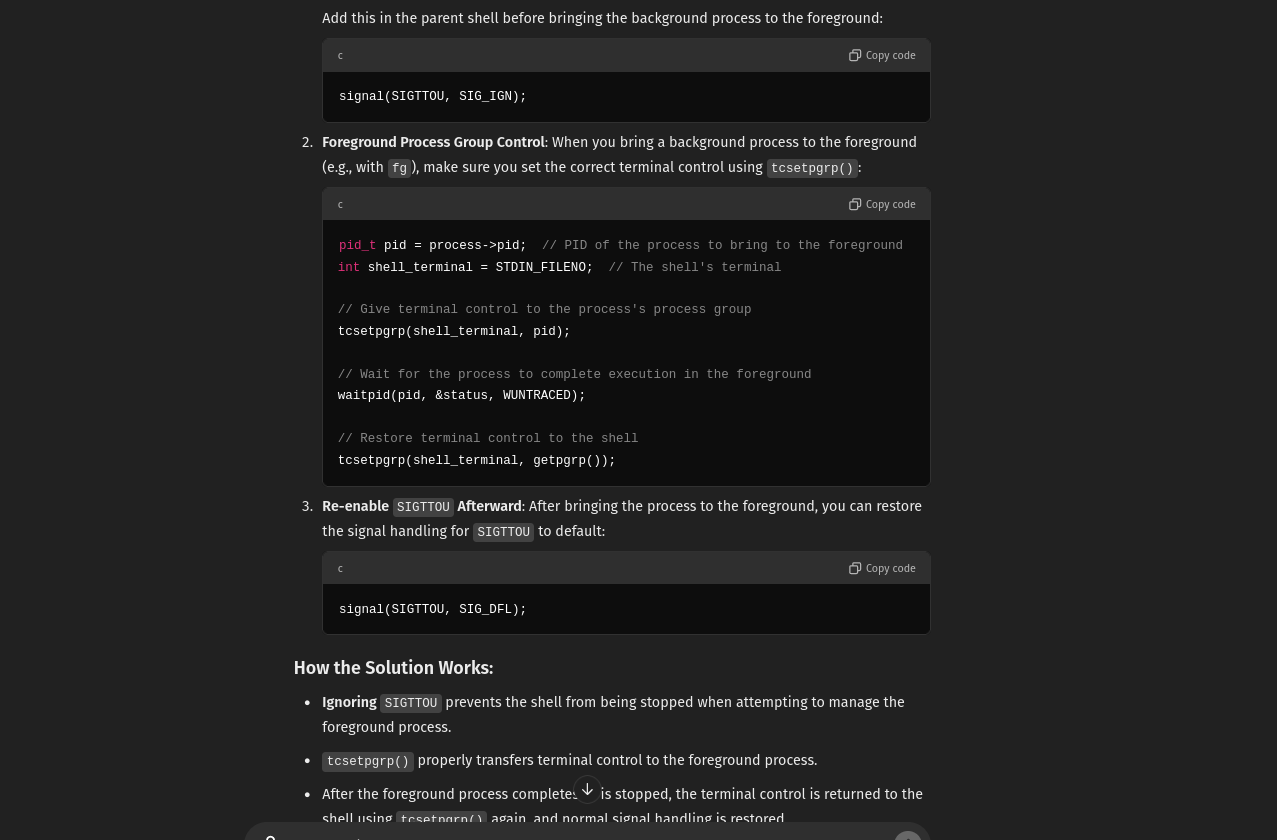 Add this in the parent shell before bringing the background process to the foreground:
c
Copy code
signal(SIGTTOU, SIG_IGN);
2. Foreground Process Group Control: When you bring a background process to the foreground
(e.g., with fg), make sure you set the correct terminal control using tcsetpgrp():
c
Copy code
pid_t pid = process->pid;  // PID of the process to bring to the foreground
int shell_terminal = STDIN_FILENO;  // The shell's terminal
// Give terminal control to the process's process group
tcsetpgrp(shell_terminal, pid);
// Wait for the process to complete execution in the foreground
waitpid(pid, &status, WUNTRACED);
// Restore terminal control to the shell
tcsetpgrp(shell_terminal, getpgrp());
3. Re-enable SIGTTOU Afterward: After bringing the process to the foreground, you can restore
the signal handling for SIGTTOU to default:
c
Copy code
signal(SIGTTOU, SIG_DFL);
How the Solution Works:
• Ignoring SIGTTOU prevents the shell from being stopped when attempting to manage the
foreground process.
• tcsetpgrp() properly transfers terminal control to the foreground process.
• After the foreground process completes is stopped, the terminal control is returned to the
shell using tcsetpgrp() again, and normal signal handling is restored